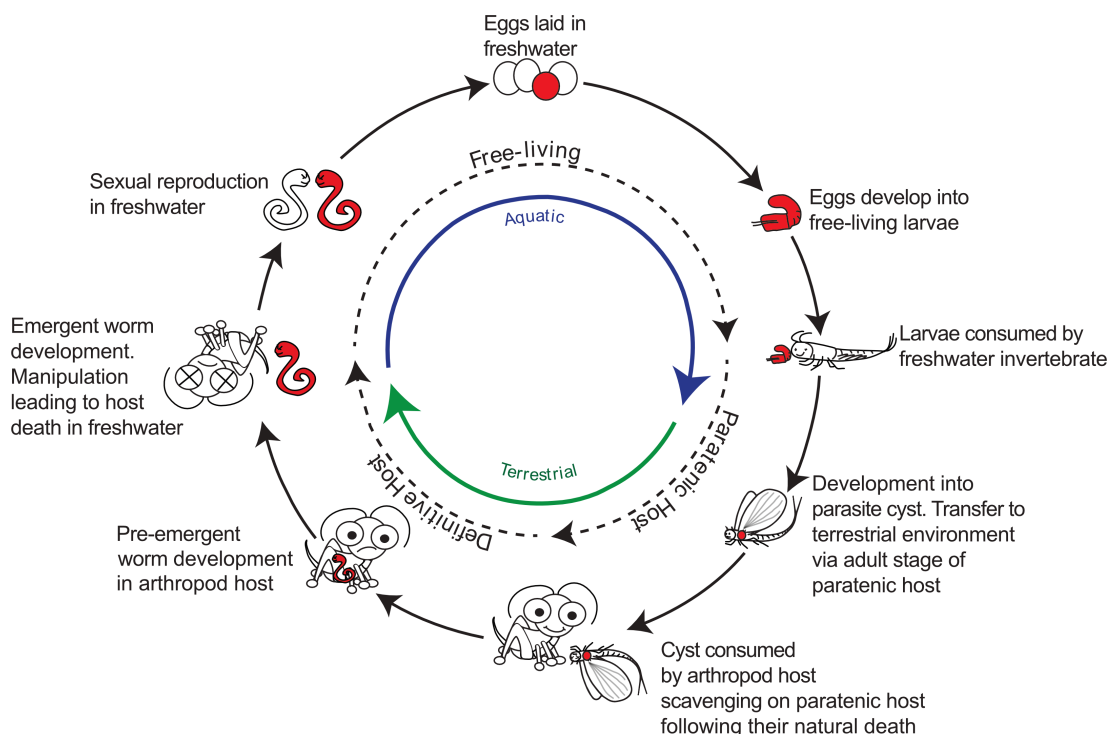 Eggs laid in
freshwater
Free-living
Aquatic
Sexual reproduction
in freshwater
Eggs develop into
free-living larvae
Emergent worm
development.
Manipulation
leading to host
death in freshwater
Larvae consumed by
freshwater invertebrate
Paratenic Host
Definitive Host
Terrestrial
Development into
parasite cyst. Transfer to
terrestrial environment
via adult stage of
paratenic host
Pre-emergent
worm development
in arthropod host
Cyst consumed
by arthropod host
scavenging on paratenic host
following their natural death